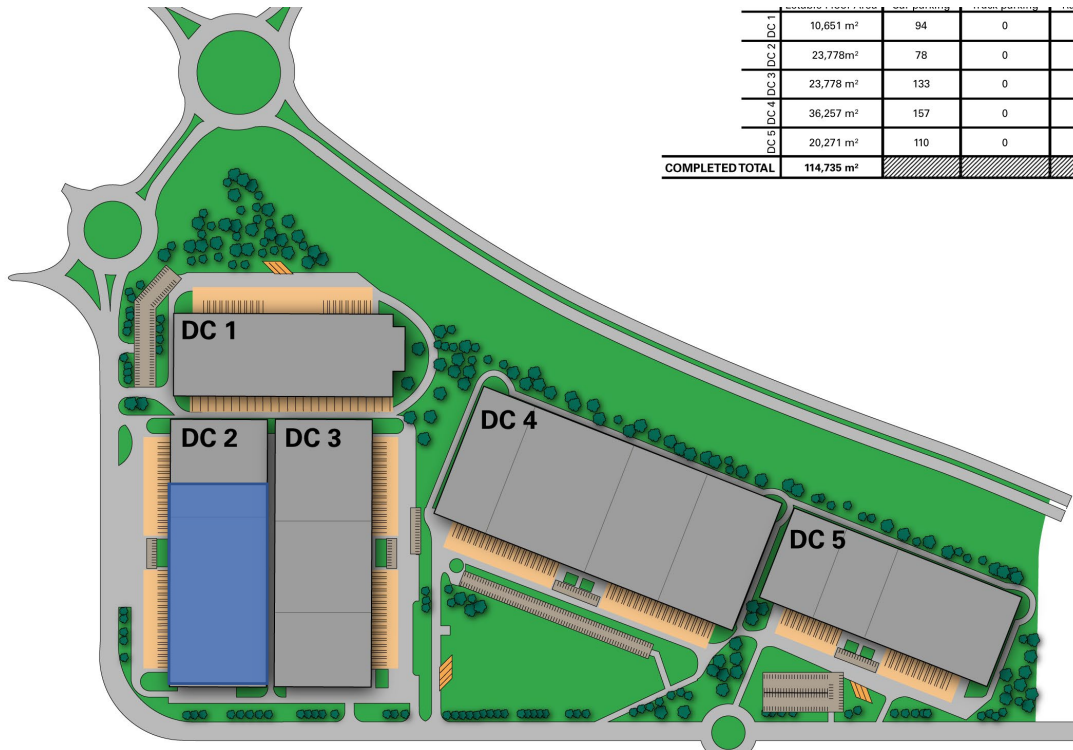 DC 1 10,651 m² 94 0
DC 2 23,778m² 78 0
DC 3 23,778 m² 133 0
DC 4 36,257 m² 157 0
DC 5 20,271 m² 110 0
COMPLETED TOTAL 114,735 m²
DC 1
DC 2
DC 3
DC 4
DC 5